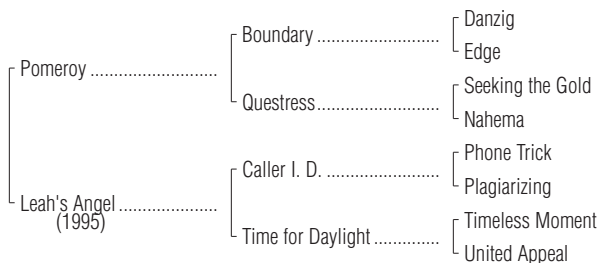 Danzig
Boundary ..........................
Edge
Pomeroy ...........................
Seeking the Gold
Questress..........................
Nahema
Phone Trick
Caller I. D. ........................
Plagiarizing
Leah's Angel .....................
(1995)
Timeless Moment
Time for Daylight ..............
United Appeal